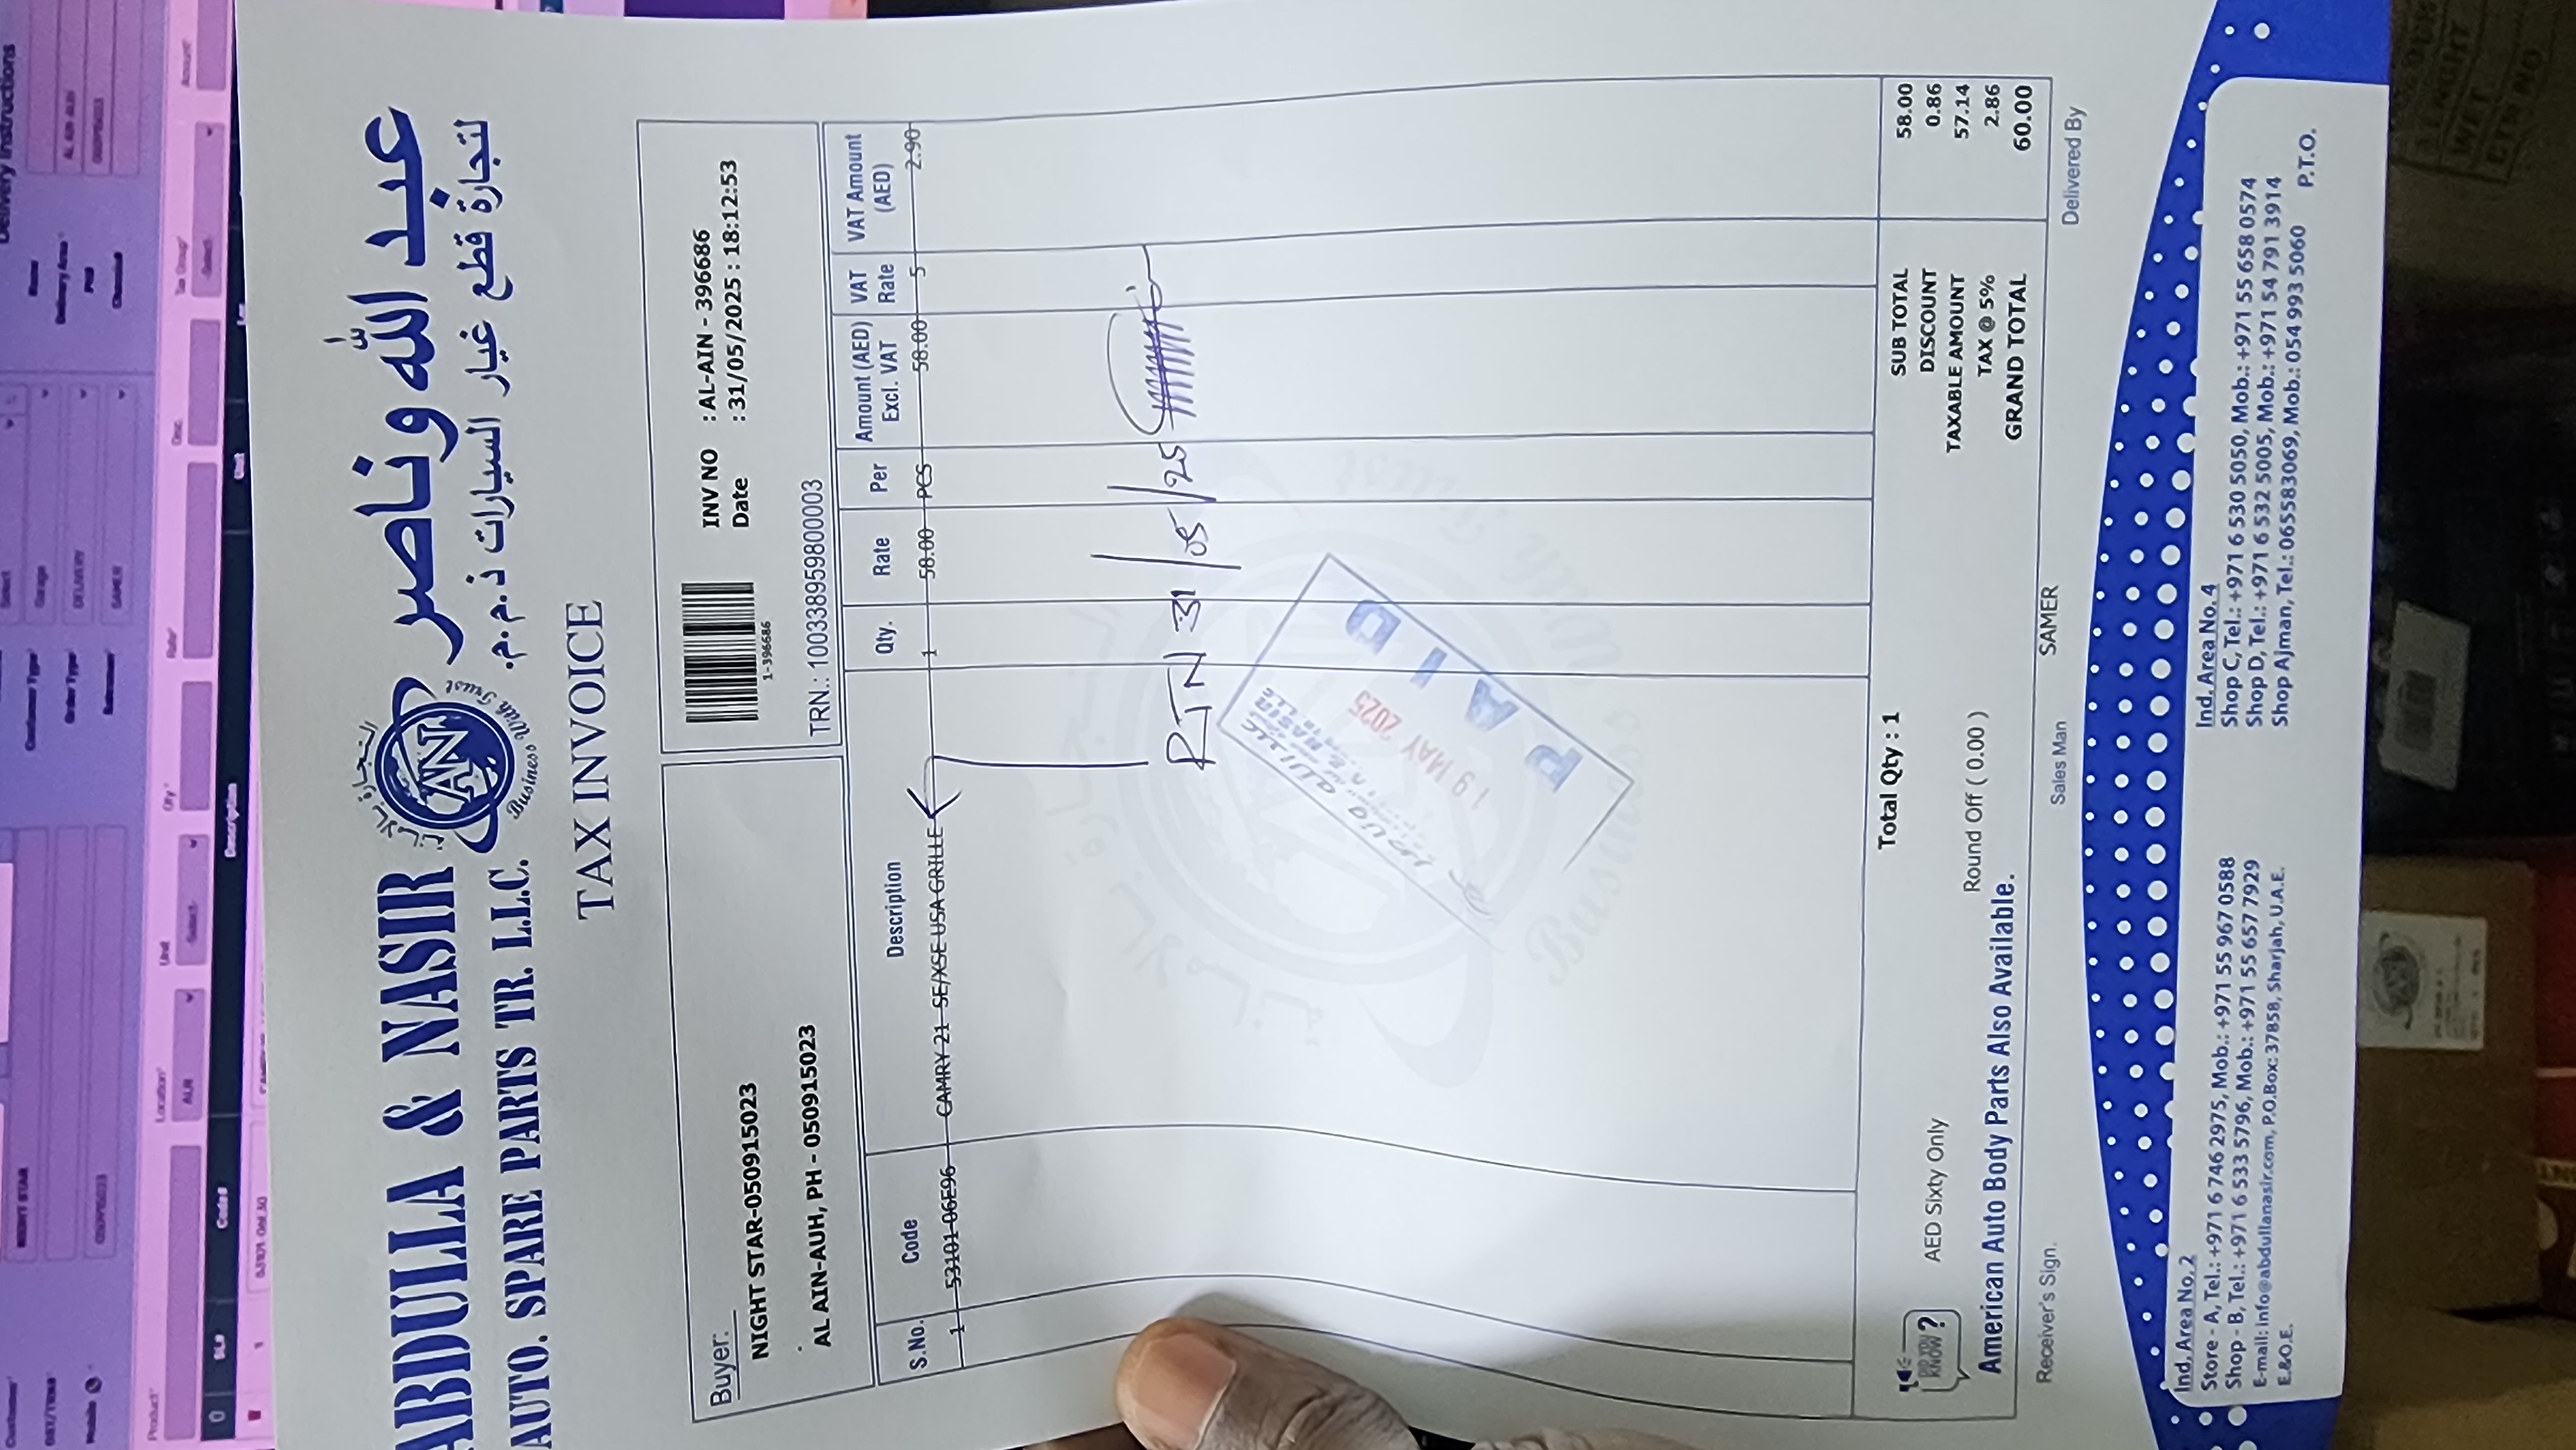 عبد الله وناصر
لتجارة قطع غيار السيارات ذ.م.م.
ABDULLA & NASIR
AUTO. SPARE PARTS TR. L.L.C.
AN
Business With Trust
TAX INVOICE
Buyer:
NIGHT STAR-050915023
AL AIN-AUH, PH - 050915023
1-396686
INV NO : AL-AIN - 396686
Date : 31/05/2025 : 18:12:53
TRN.: 100338959800003
S.No. Code Description Qty. Rate Per Amount (AED) Excl. VAT VAT Rate VAT Amount (AED)
1 53101-06E96 CAMRY 21 SE/XSE USA GRILLE 1 58.00 PCS 58.00 5 2.90
RTN 31/05/25
PAID
19 MAY 2025
Total Qty : 1
SUB TOTAL 58.00
DISCOUNT 0.86
TAXABLE AMOUNT 57.14
TAX @ 5% 2.86
GRAND TOTAL 60.00
DID YOU KNOW?
AED Sixty Only
Round Off ( 0.00 )
American Auto Body Parts Also Available.
Receiver's Sign. Sales Man SAMER Delivered By
Ind. Area No. 2
Store - A, Tel.: +971 6 746 2975, Mob.: +971 55 967 0588
Shop - B, Tel.: +971 6 533 5796, Mob.: +971 55 657 7929
E-mail: info@abdullanasir.com, P.O.Box: 37858, Sharjah, U.A.E.
E.&O.E.
Ind. Area No. 4
Shop C, Tel.: +971 6 530 5050, Mob.: +971 55 658 0574
Shop D, Tel.: +971 6 532 5005, Mob.: +971 54 791 3914
Shop Ajman, Tel.: 065583069, Mob.: 054 993 5060
P.T.O.